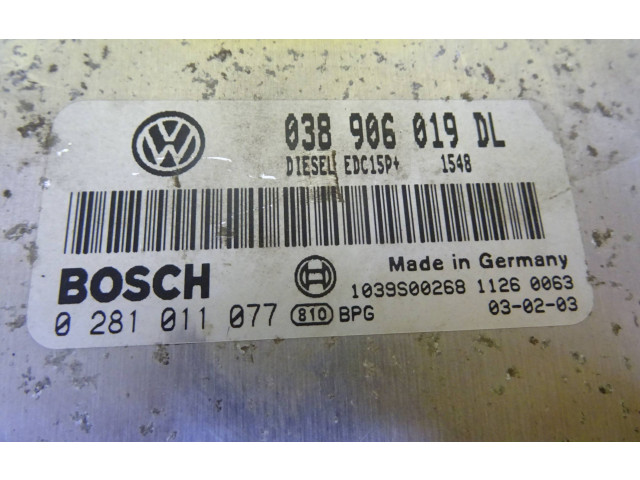 VW
038 906 019 DL
DIESEL EDC15P+ 1548
BOSCH
Made in Germany
1039S00268 1126 0063
0 281 011 077 810 BPG
03-02-03